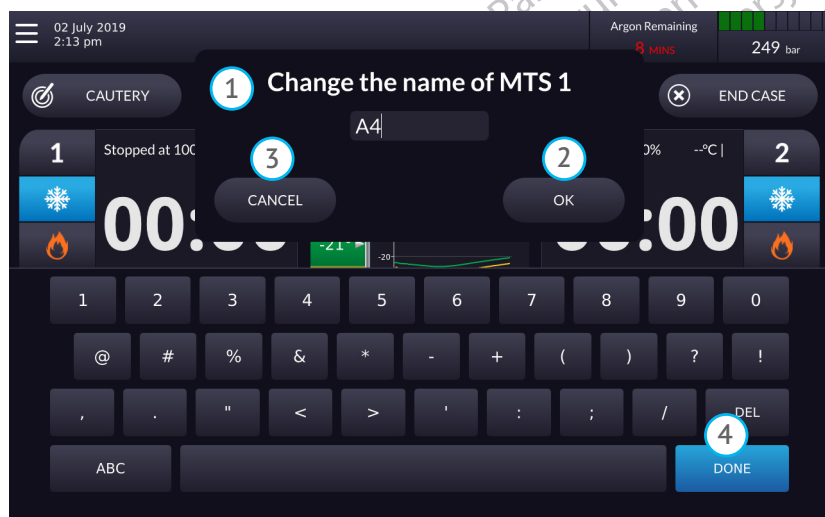 02 July 2019
2:13 pm
Argon Remaining
8 MINS
249 bar
CAUTERY
1
Change the name of MTS 1
END CASE
A4
1
Stopped at 100
3
2
0%
--°C |
2
CANCEL
OK
00:
:00
-21
-20
1 2 3 4 5 6 7 8 9 0
@ # % & * - + ( ) ? !
, . " < > ' : ; / DEL
4
ABC
DONE